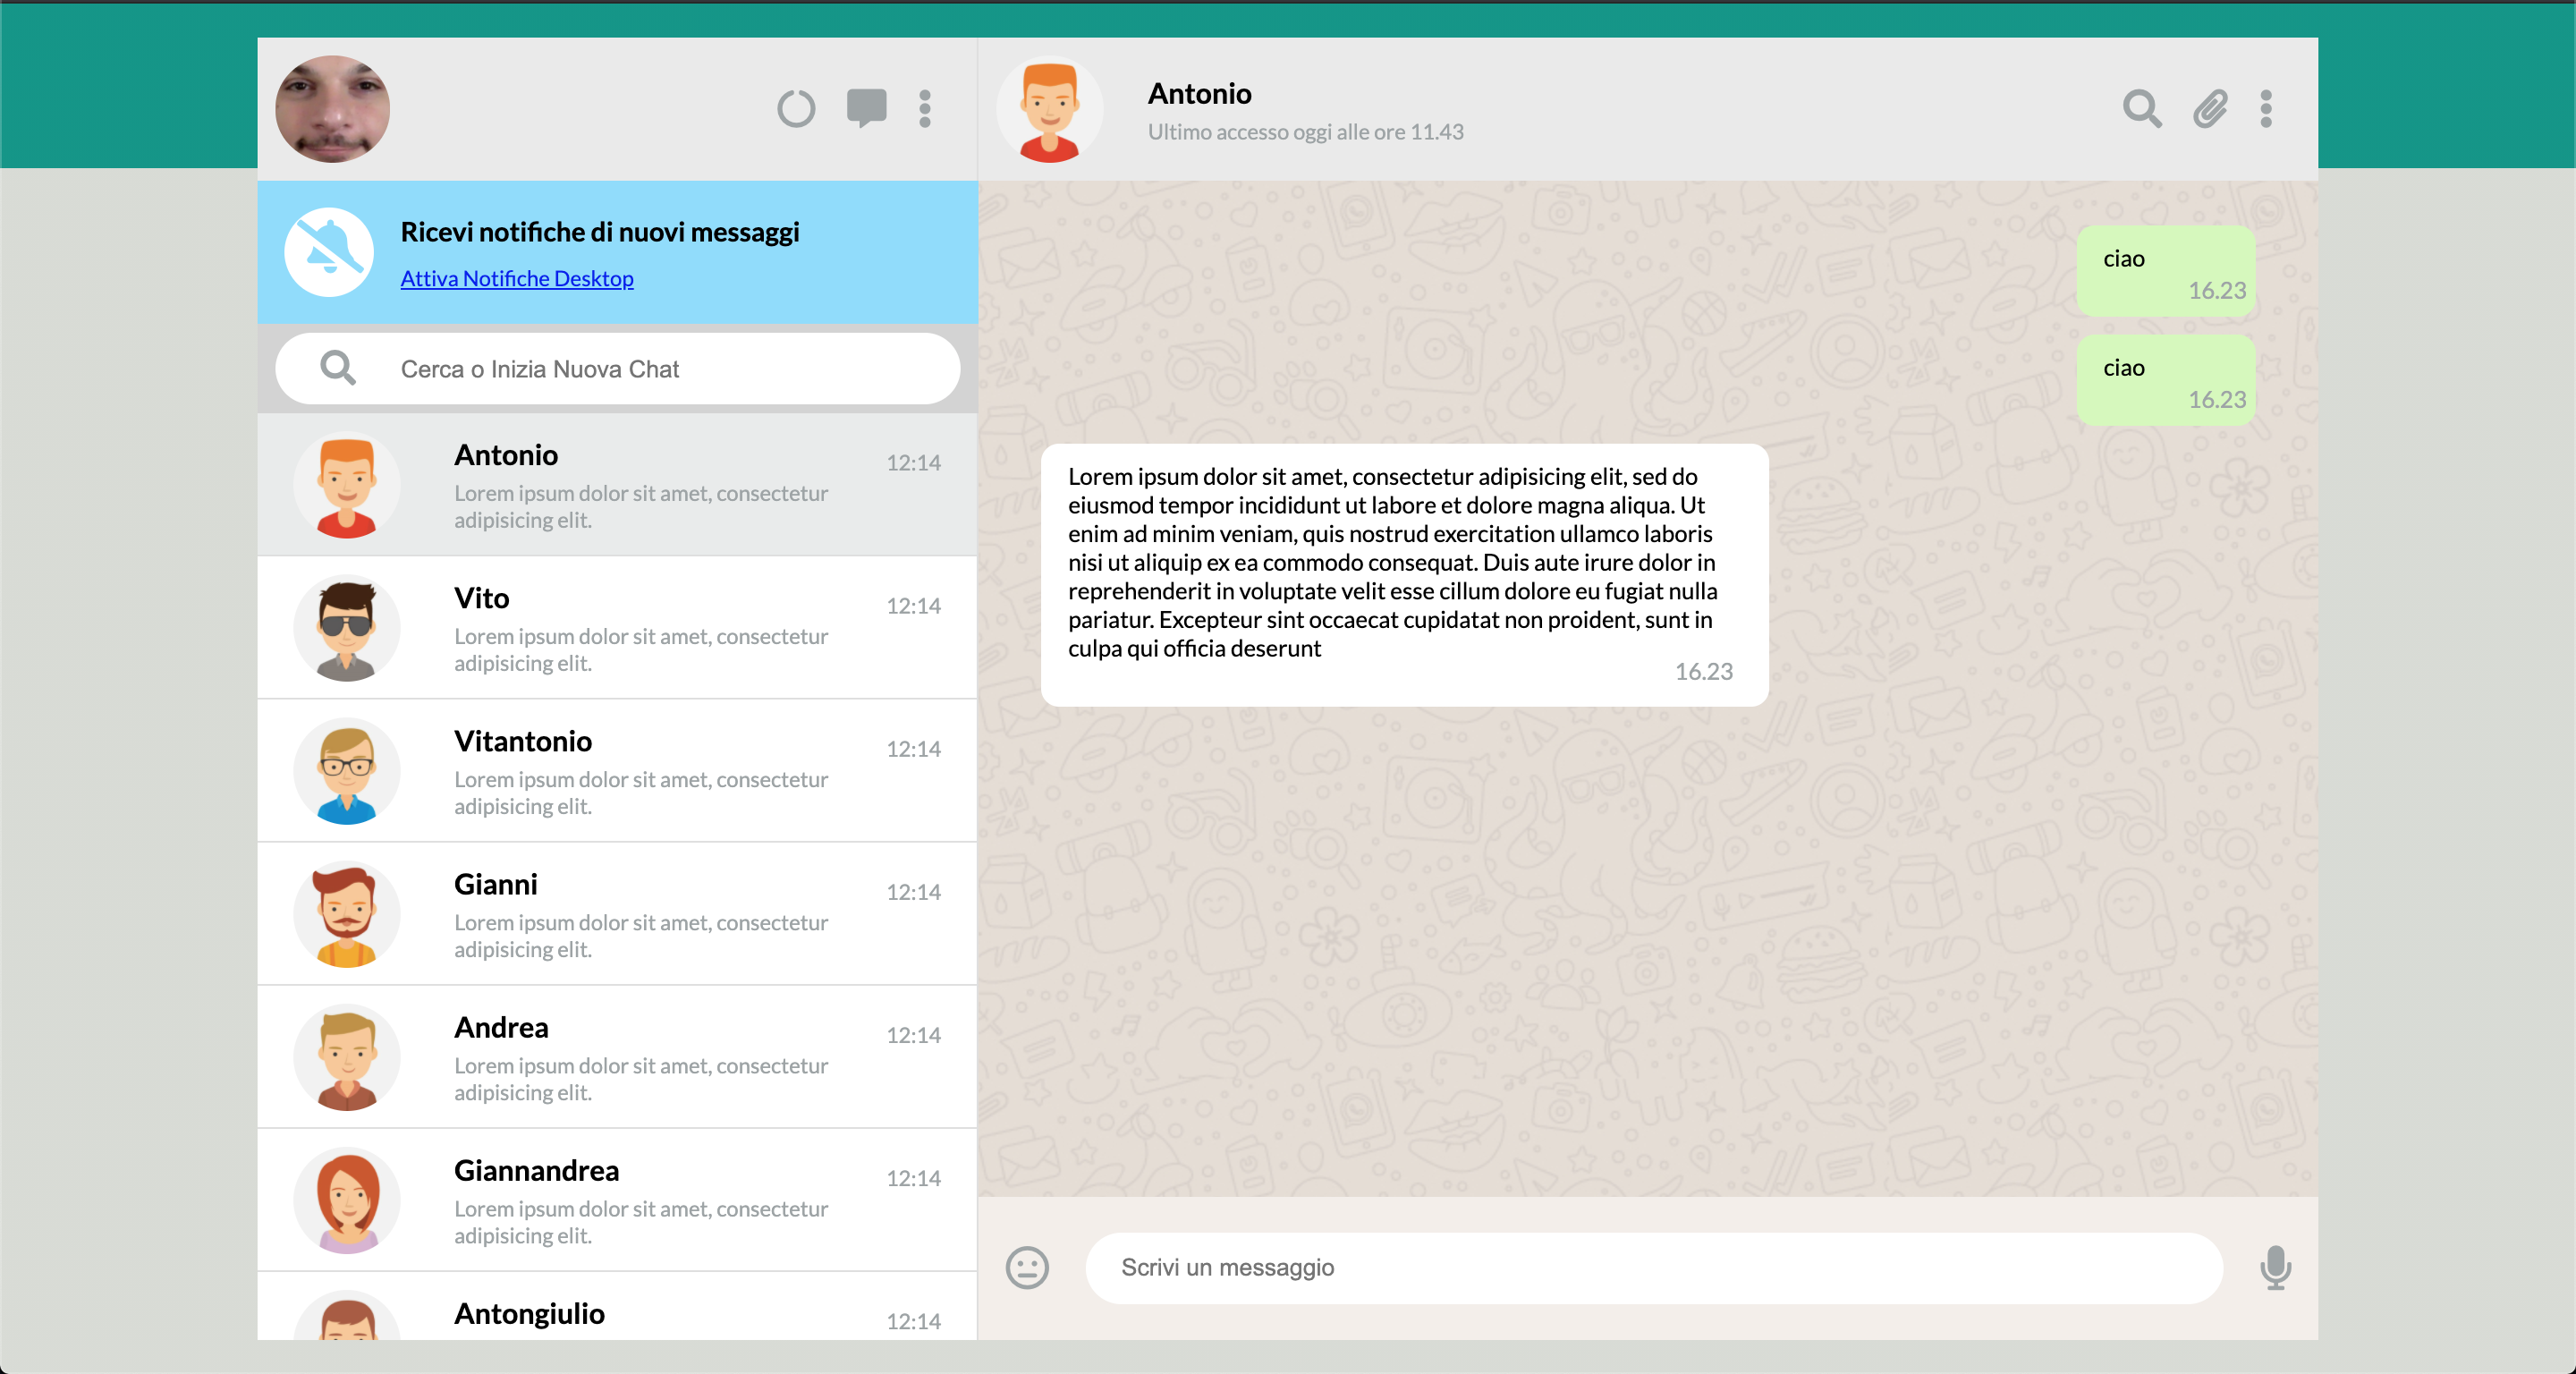 Ricevi notifiche di nuovi messaggi
Attiva Notifiche Desktop
Cerca o Inizia Nuova Chat
Antonio
12:14
Lorem ipsum dolor sit amet, consectetur
adipisicing elit.
Vito
12:14
Lorem ipsum dolor sit amet, consectetur
adipisicing elit.
Vitantonio
12:14
Lorem ipsum dolor sit amet, consectetur
adipisicing elit.
Gianni
12:14
Lorem ipsum dolor sit amet, consectetur
adipisicing elit.
Andrea
12:14
Lorem ipsum dolor sit amet, consectetur
adipisicing elit.
Giannandrea
12:14
Lorem ipsum dolor sit amet, consectetur
adipisicing elit.
Antongiulio
12:14
Antonio
Ultimo accesso oggi alle ore 11.43
ciao
16.23
ciao
16.23
Lorem ipsum dolor sit amet, consectetur adipisicing elit, sed do
eiusmod tempor incididunt ut labore et dolore magna aliqua. Ut
enim ad minim veniam, quis nostrud exercitation ullamco laboris
nisi ut aliquip ex ea commodo consequat. Duis aute irure dolor in
reprehenderit in voluptate velit esse cillum dolore eu fugiat nulla
pariatur. Excepteur sint occaecat cupidatat non proident, sunt in
culpa qui officia deserunt
16.23
Scrivi un messaggio